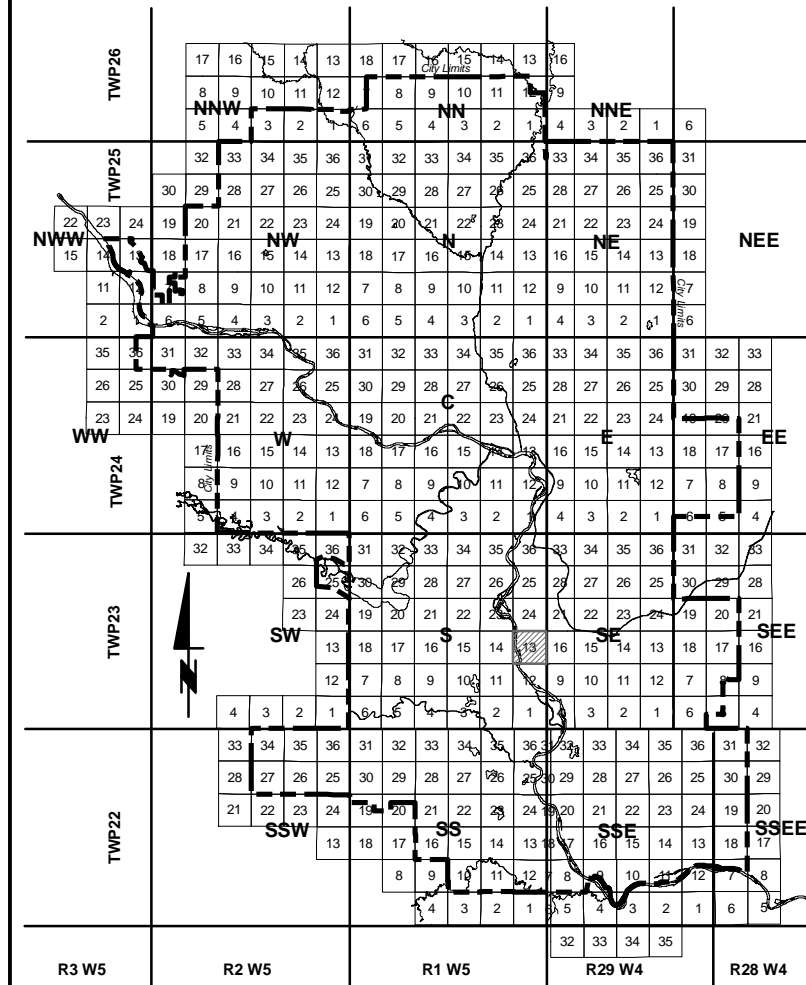 TWP26
17 16 15 14 13 18 17 16 15 14 13 16
City Limits
8 9 10 11 12 8 9 10 11 12 9
NNW NN NNE
5 4 3 2 1 6 5 4 3 2 1 4 3 2 1 6
TWP25
32 33 34 35 36 31 32 33 34 35 36 33 34 35 36 31
30 29 28 27 26 25 30 29 28 27 26 25 28 27 26 25 30
22 23 24 19 20 21 22 23 24 19 20 21 22 23 24 21 22 23 24 19
NWW NW N NE NEE
15 14 13 18 17 16 15 14 13 18 17 16 15 14 13 16 15 14 13 18
11 8 9 10 11 12 7 8 9 10 11 12 9 10 11 12 7
City Limits
2 6 5 4 3 2 1 6 5 4 3 2 1 4 3 2 1 6
35 36 31 32 33 34 35 36 31 32 33 34 35 36 33 34 35 36 31 32 33
26 25 30 29 28 27 26 25 30 29 28 27 26 25 28 27 26 25 30 29 28
C
23 24 19 20 21 22 23 24 19 20 21 22 23 24 21 22 23 24 19 20 21
WW W E EE
TWP24
17 16 15 14 13 18 17 16 15 14 13 16 15 14 13 18 17 16
City Limits
8 9 10 11 12 7 8 9 10 11 12 9 10 11 12 7 8 9
5 4 3 2 1 6 5 4 3 2 1 4 3 2 1 6 5 4
32 33 34 35 36 31 32 33 34 35 36 33 34 35 36 31 32 33
26 25 30 29 28 27 26 25 28 27 26 25 30 29 28
TWP23
23 24 19 20 21 22 23 24 21 22 23 24 19 20 21
SW S SE SEE
13 18 17 16 15 14 13 16 15 14 13 18 17 16
N
12 7 8 9 10 11 12 9 10 11 12 7 8 9
4 3 2 1 6 5 4 3 2 1 3 2 1 6 4
33 34 35 36 31 32 33 34 35 36 31 32 33 34 35 36 31 32
28 27 26 25 30 29 28 27 26 25 30 29 28 27 26 25 30 29
21 22 23 24 19 20 21 22 23 24 19 20 21 22 23 24 19 20
SSW SS SSE SSEE
TWP22
13 18 17 16 15 14 13 18 17 16 15 14 13 18 17
8 9 10 11 12 7 8 9 10 11 12 7 8
4 3 2 1 6 5 4 3 2 1 6 5
32 33 34 35
R3 W5 R2 W5 R1 W5 R29 W4 R28 W4